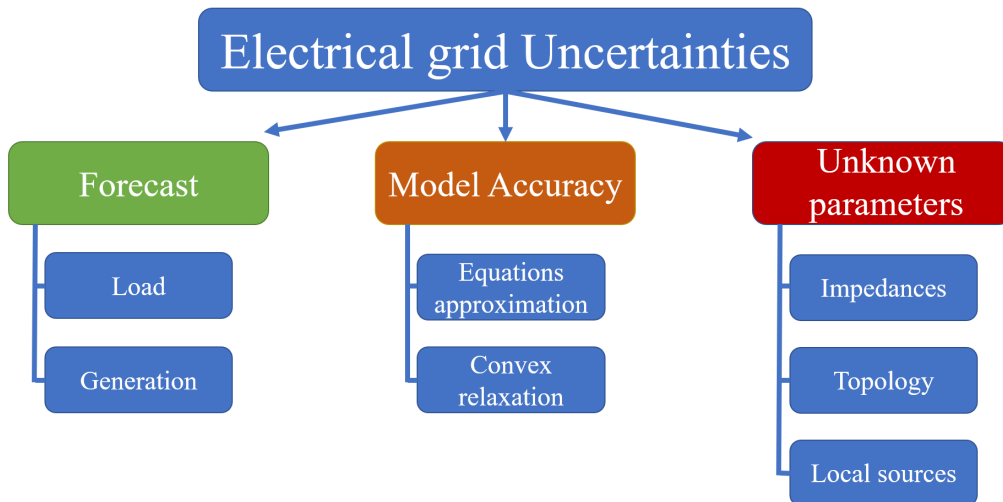 Electrical grid Uncertainties
Forecast
Load
Generation
Model Accuracy
Equations
approximation
Convex
relaxation
Unknown
parameters
Impedances
Topology
Local sources